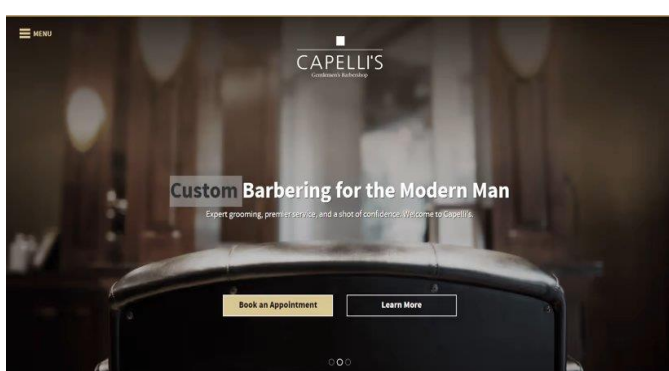 MENU
CAPELLI'S
Gentlemen's Barbershop
Custom Barbering for the Modern Man
Expert grooming, premier service, and a shot of confidence. Welcome to Capelli's.
Book an Appointment
Learn More